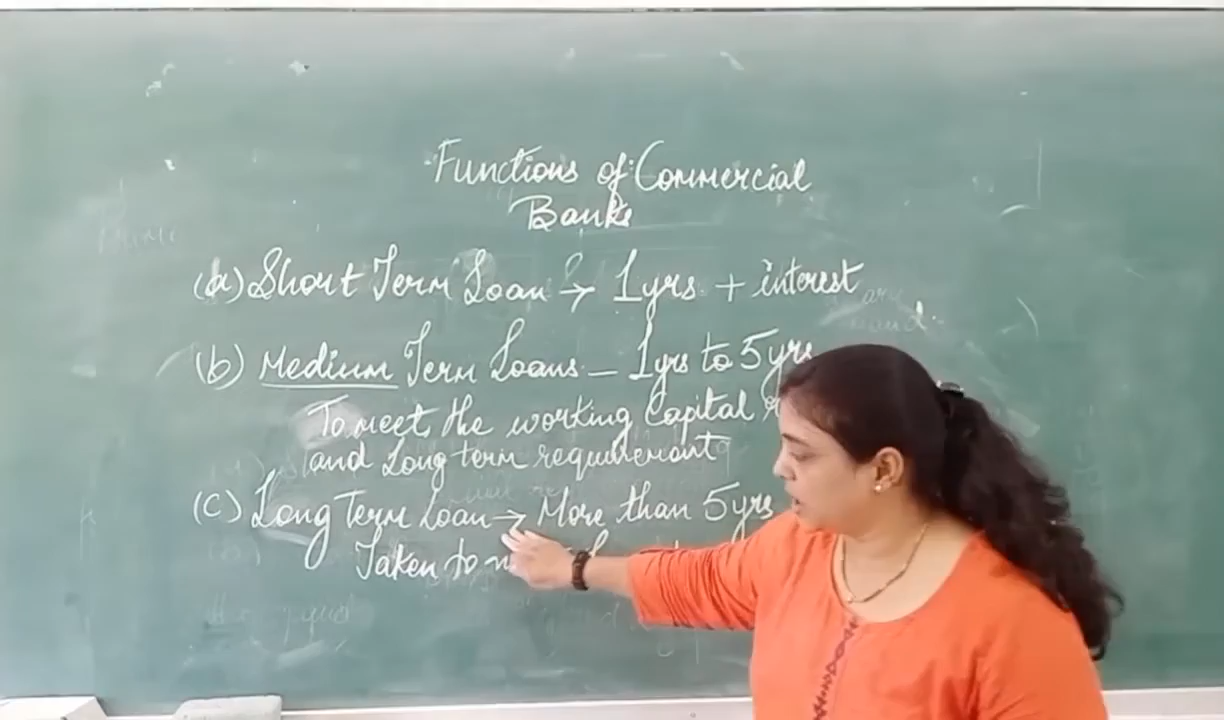 Functions of Commercial
Banks
(a) Short Term Loan → 1yrs + interest
(b) Medium Term Loans - 1yrs to 5yrs
To meet the working Capital
and Long term requirement
(c) Long Term Loan → More than 5yrs
Taken to